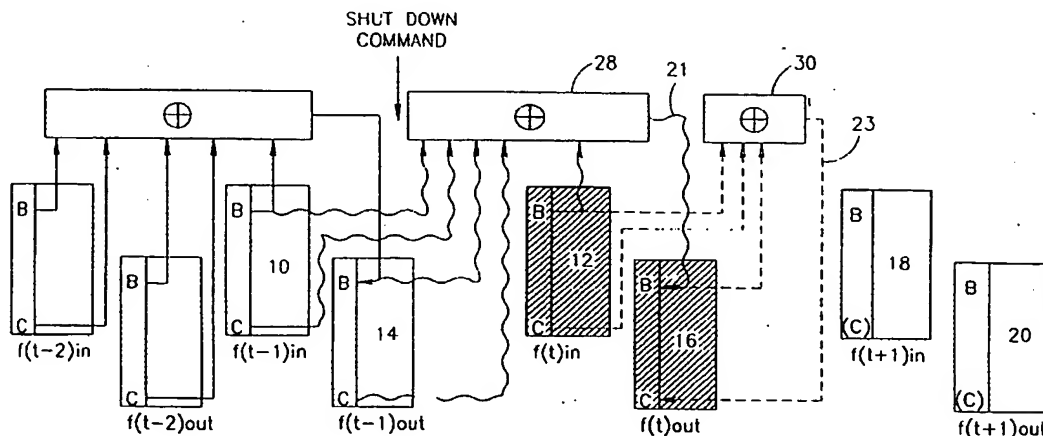 SHUT DOWN
COMMAND
28
21
30
23
B
C
f(t-2)in
B
C
f(t-2)out
B
10
C
f(t-1)in
B
14
C
f(t-1)out
B
12
C
f(t)in
B
16
C
f(t)out
B
18
(C)
f(t+1)in
B
20
(C)
f(t+1)out